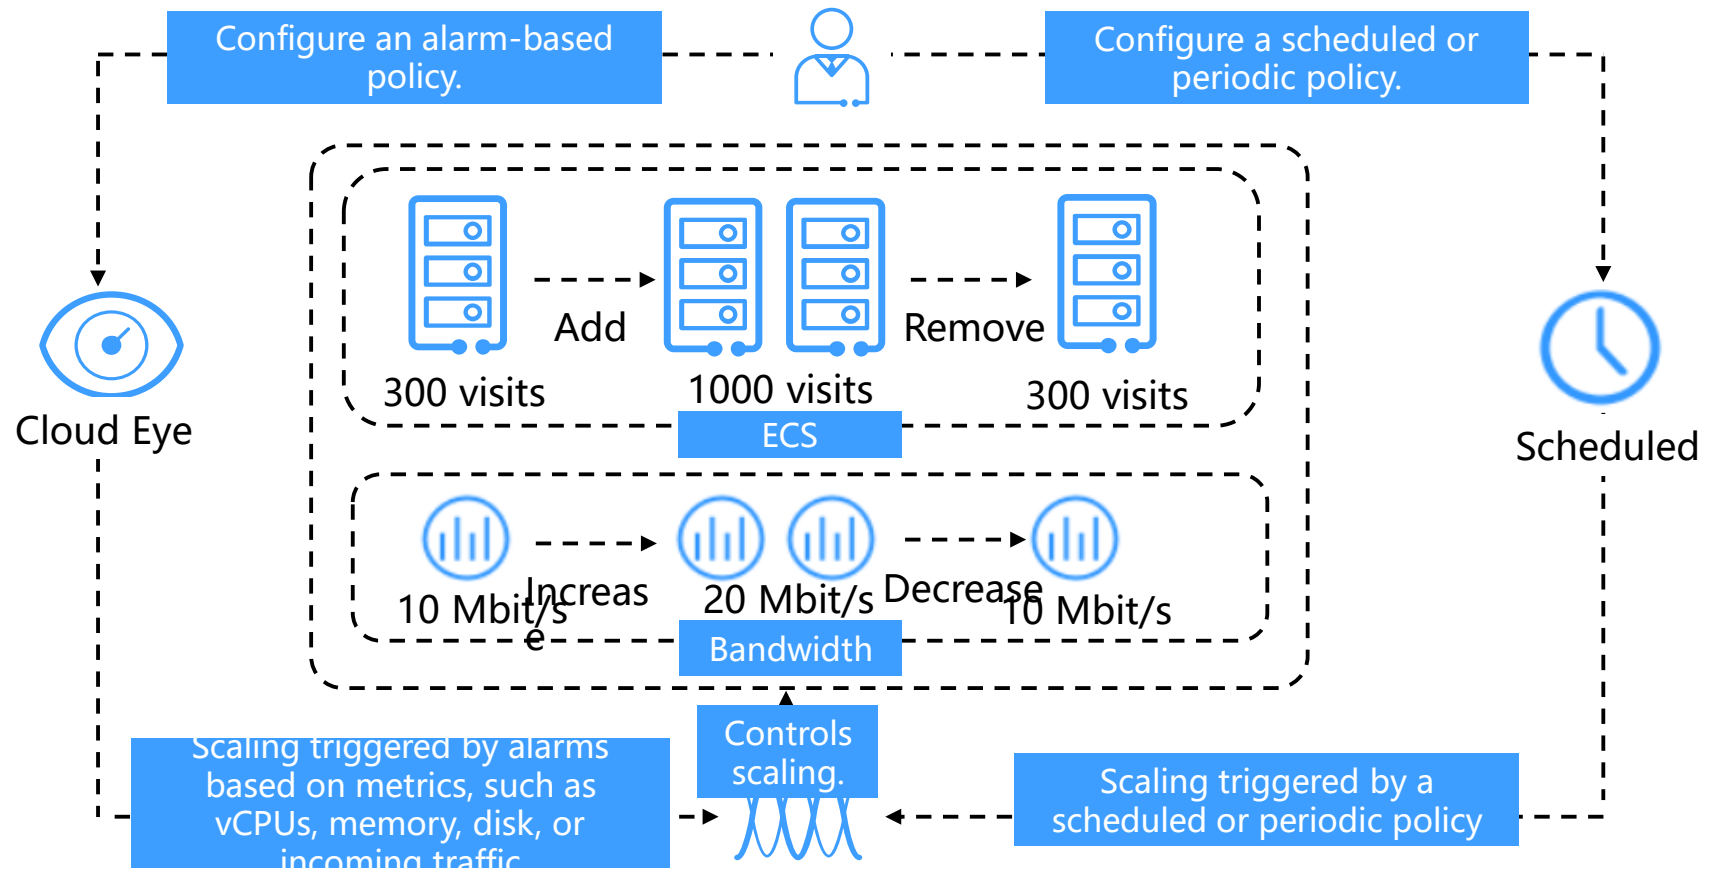 Configure an alarm-based
policy.
Configure a scheduled or
periodic policy.
Add
Remove
300 visits
1000 visits
300 visits
ECS
Cloud Eye
Scheduled
Increas
e
Decrease
10 Mbit/s
20 Mbit/s
10 Mbit/s
Bandwidth
Controls
scaling.
Scaling triggered by alarms
based on metrics, such as
vCPUs, memory, disk, or
incoming traffic
Scaling triggered by a
scheduled or periodic policy